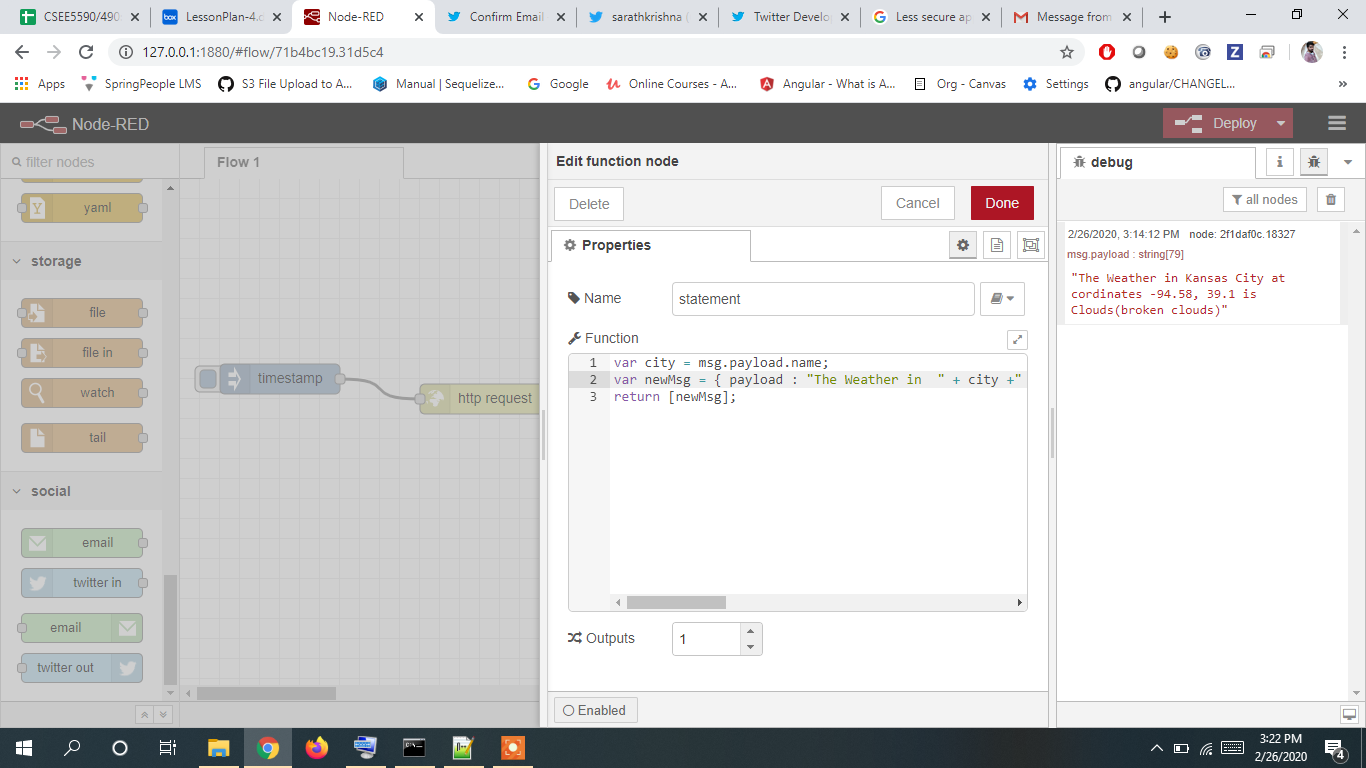 CSEE5590/490
LessonPlan-4.c
Node-RED
Confirm Email
sarathkrishna (
Twitter Develo
Less secure ap
Message from
127.0.0.1:1880/#flow/71b4bc19.31d5c4
Apps
SpringPeople LMS
S3 File Upload to A...
Manual | Sequelize...
Google
Online Courses - A...
Angular - What is A...
Org - Canvas
Settings
angular/CHANGEL...
Node-RED
Deploy
filter nodes
Flow 1
yaml
storage
file
file in
watch
tail
social
email
twitter in
email
twitter out
timestamp
http request
Edit function node
Delete
Cancel
Done
Properties
Name
statement
Function
1 var city = msg.payload.name;
2 var newMsg = { payload : "The Weather in  " + city +"
3 return [newMsg];
Outputs
1
Enabled
debug
all nodes
2/26/2020, 3:14:12 PM node: 2f1daf0c.18327
msg.payload : string[79]
"The Weather in Kansas City at
cordinates -94.58, 39.1 is
Clouds(broken clouds)"
3:22 PM
2/26/2020
4